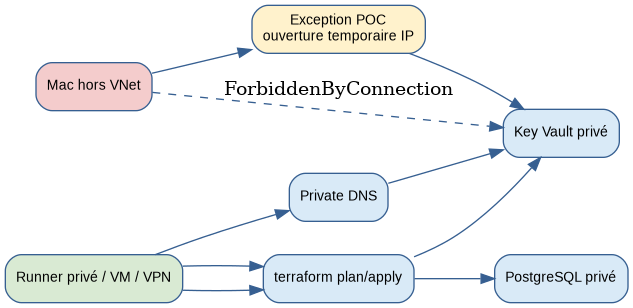 Exception POC
ouverture temporaire IP
Mac hors VNet
ForbiddenByConnection
Key Vault privé
Private DNS
Runner privé / VM / VPN
terraform plan/apply
PostgreSQL privé